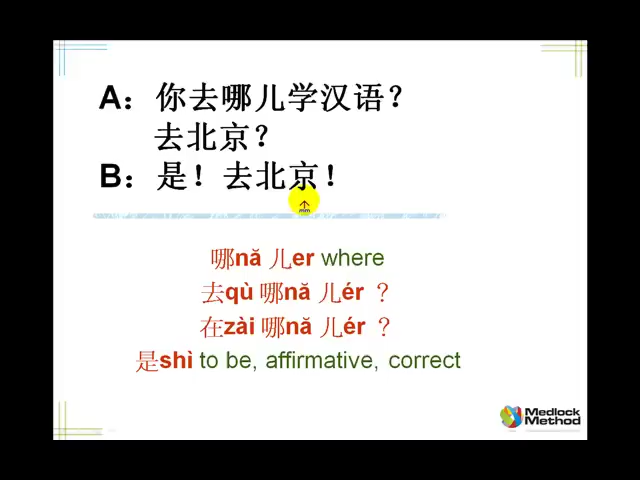 A：你去哪儿学汉语？
去北京？
B：是！去北京！
mm
哪nǎ 儿er where
去qù 哪nǎ 儿ér ？
在zài 哪nǎ 儿ér ？
是shì to be, affirmative, correct
Medlock
Method